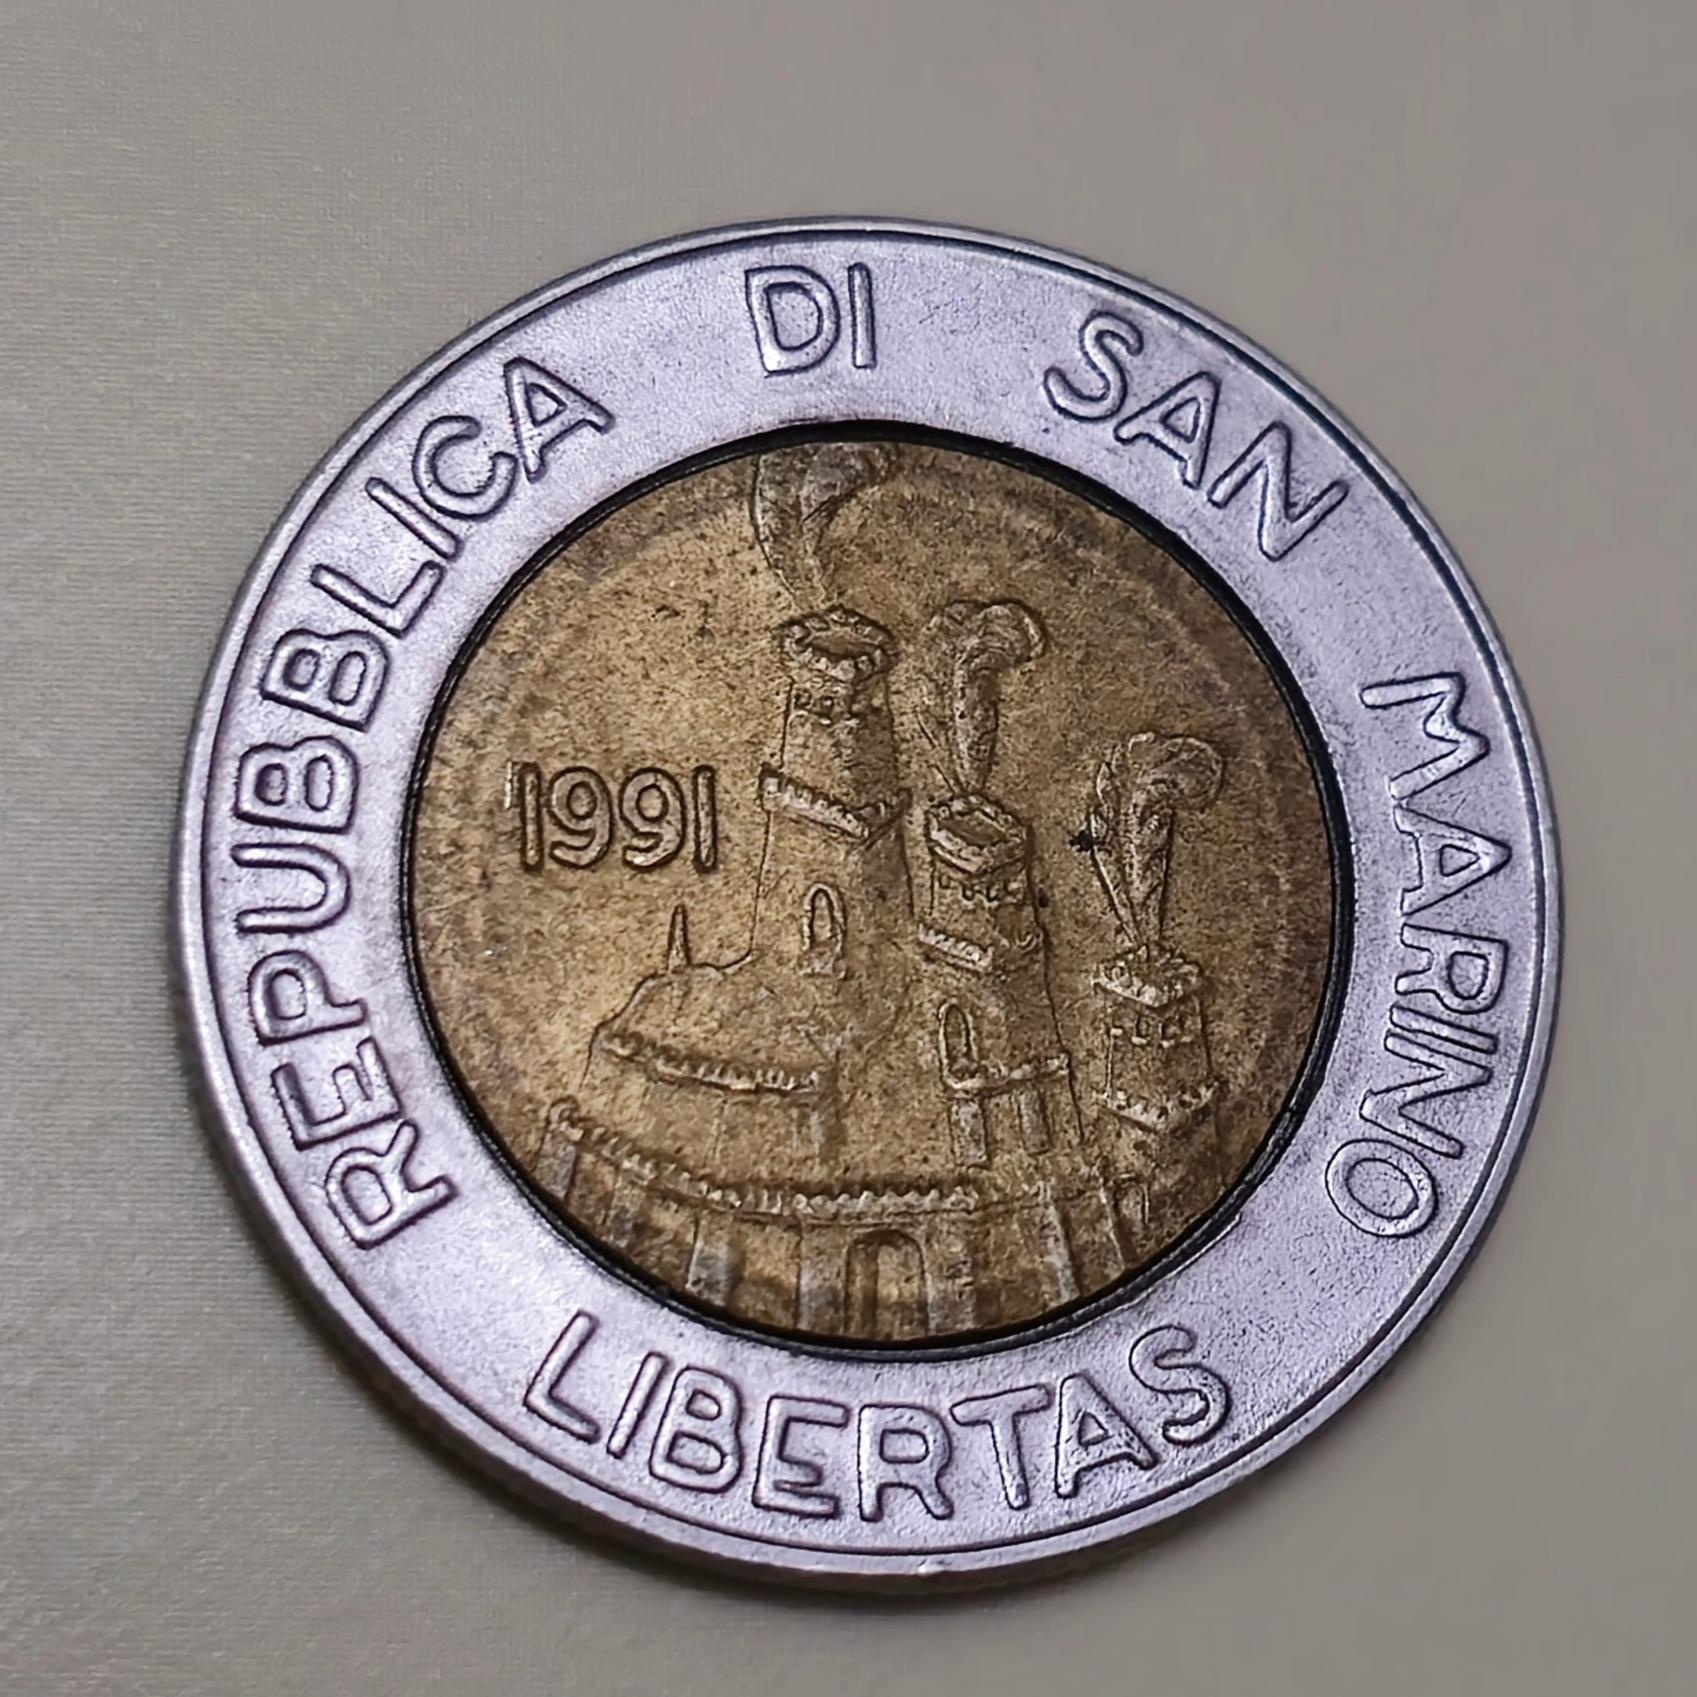 REPUBBLICA DI SAN MARINO
1991
LIBERTAS